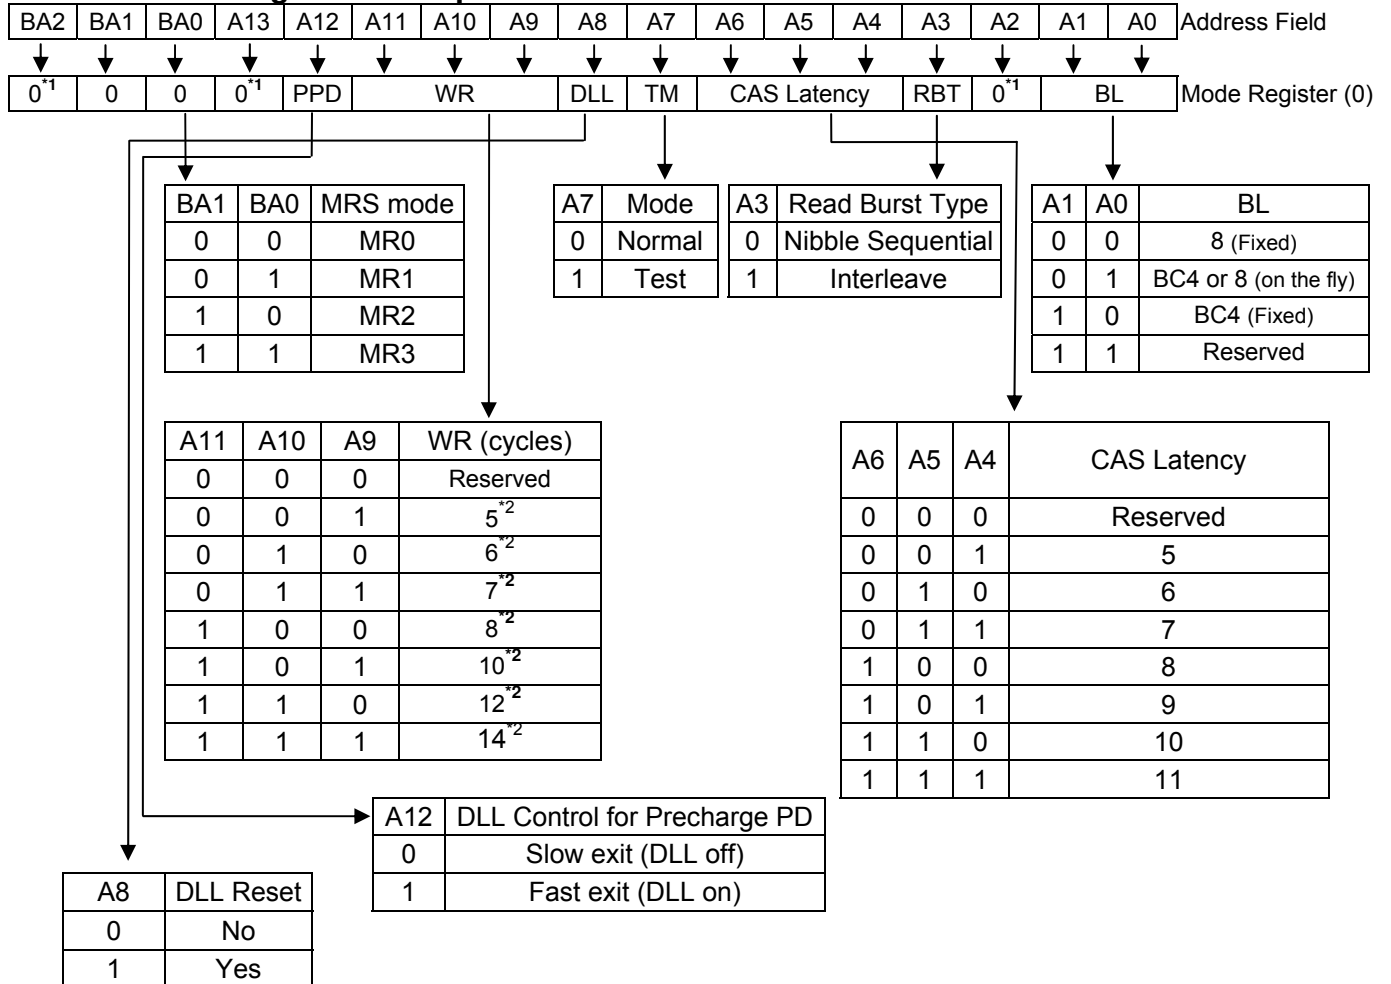 BA2 BA1 BA0 A13 A12 A11 A10 A9 A8 A7 A6 A5 A4 A3 A2 A1 A0 Address Field
0*1 0 0 0*1 PPD WR DLL TM CAS Latency RBT 0*1 BL Mode Register (0)
BA1 BA0 MRS mode
0 0 MR0
0 1 MR1
1 0 MR2
1 1 MR3
A7 Mode
0 Normal
1 Test
A3 Read Burst Type
0 Nibble Sequential
1 Interleave
A1 A0 BL
0 0 8 (Fixed)
0 1 BC4 or 8 (on the fly)
1 0 BC4 (Fixed)
1 1 Reserved
A11 A10 A9 WR (cycles)
0 0 0 Reserved
0 0 1 5*2
0 1 0 6*2
0 1 1 7*2
1 0 0 8*2
1 0 1 10*2
1 1 0 12*2
1 1 1 14*2
A6 A5 A4 CAS Latency
0 0 0 Reserved
0 0 1 5
0 1 0 6
0 1 1 7
1 0 0 8
1 0 1 9
1 1 0 10
1 1 1 11
A12 DLL Control for Precharge PD
0 Slow exit (DLL off)
1 Fast exit (DLL on)
A8 DLL Reset
0 No
1 Yes